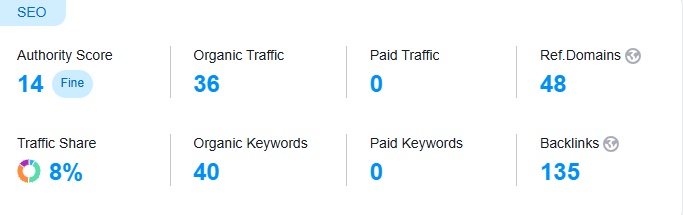 SEO
Authority Score
Organic Traffic
Paid Traffic
Ref.Domains
14 Fine
36
0
48
Traffic Share
Organic Keywords
Paid Keywords
Backlinks
8%
40
0
135